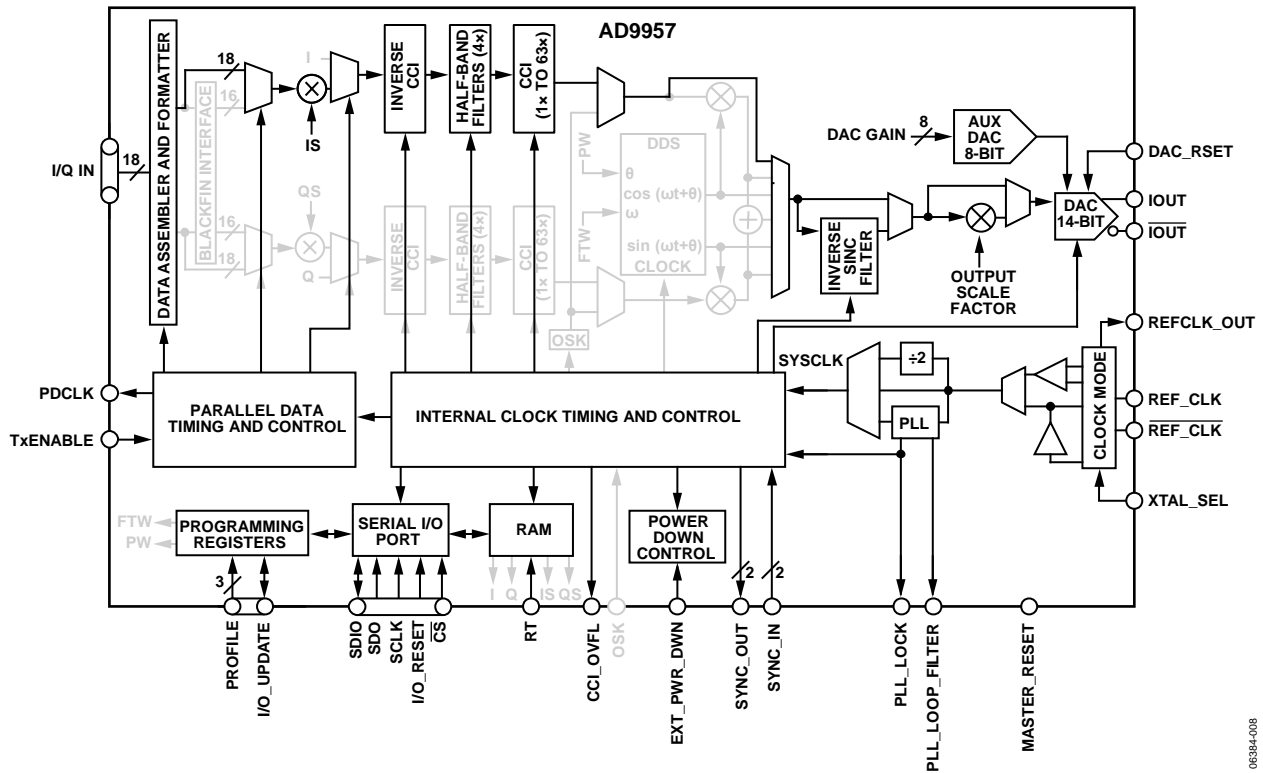 AD9957
I/Q IN
18
DATA ASSEMBLER AND FORMATTER
18
BLACKFIN INTERFACE
16
16
18
I
IS
QS
Q
INVERSE
CCI
HALF-BAND
FILTERS (4×)
CCI
(1× TO 63×)
INVERSE
CCI
HALF-BAND
FILTERS (4×)
CCI
(1× TO 63×)
OSK
PW
FTW
DDS
θ
cos (ωt+θ)
ω
sin (ωt+θ)
CLOCK
INVERSE
SINC
FILTER
DAC GAIN
8
AUX
DAC
8-BIT
DAC
14-BIT
OUTPUT
SCALE
FACTOR
DAC_RSET
IOUT
IOUT
REFCLK_OUT
REF_CLK
REF_CLK
XTAL_SEL
CLOCK MODE
SYSCLK
÷2
PLL
PDCLK
TxENABLE
PARALLEL DATA
TIMING AND CONTROL
INTERNAL CLOCK TIMING AND CONTROL
FTW
PW
PROGRAMMING
REGISTERS
SERIAL I/O
PORT
RAM
POWER
DOWN
CONTROL
3
I
Q
IS
QS
2
2
PROFILE
I/O_UPDATE
SDIO
SDO
SCLK
I/O_RESET
CS
RT
CCI_OVFL
OSK
EXT_PWR_DWN
SYNC_OUT
SYNC_IN
PLL_LOCK
PLL_LOOP_FILTER
MASTER_RESET
06384-008